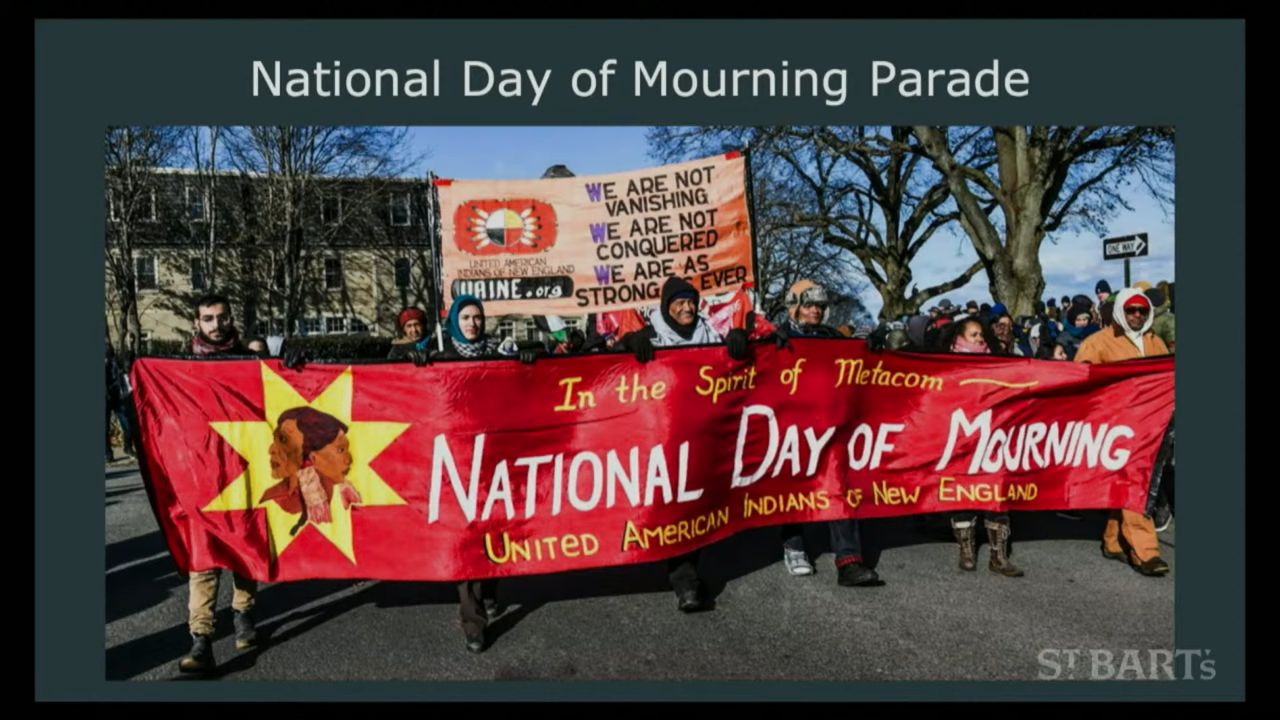 National Day of Mourning Parade
WE ARE NOT
VANISHING
WE ARE NOT
CONQUERED
WE ARE AS
STRONG AS EVER
UNITED AMERICAN
INDIANS OF NEW ENGLAND
UAINE.org
ONE WAY
In the Spirit of Metacom
NATIONAL DAY OF MOURNING
UNITED AMERICAN INDIANS OF NEW ENGLAND
ST BART'S